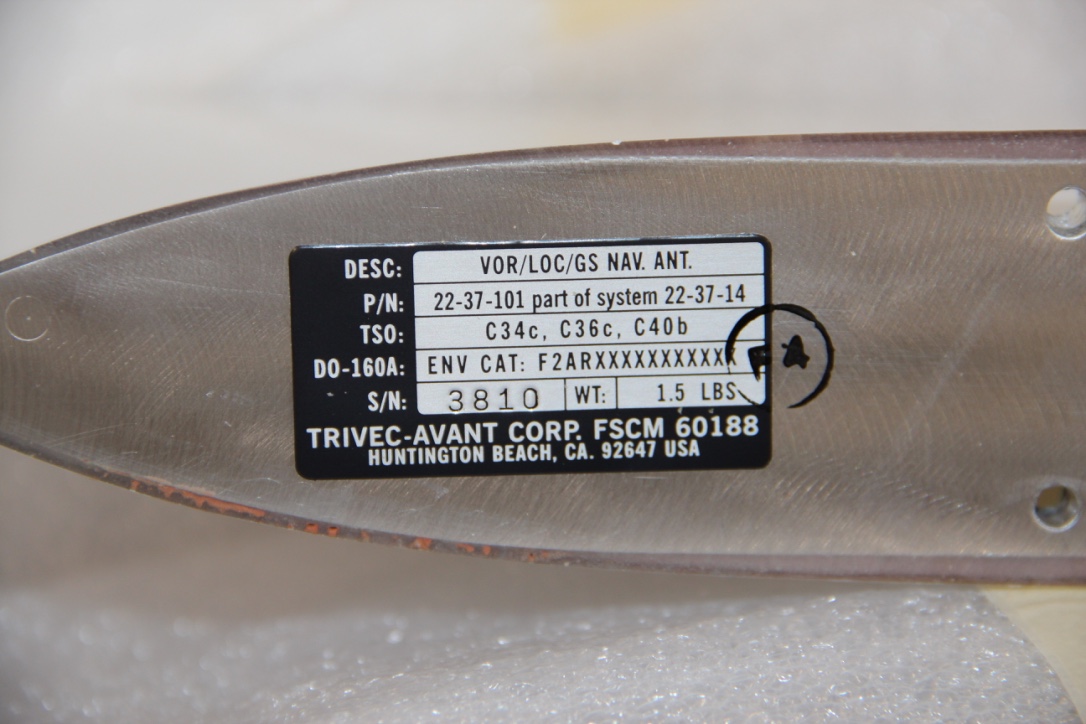 DESC: VOR/LOC/GS NAV. ANT.
P/N: 22-37-101 part of system 22-37-14
TSO: C34c, C36c, C40b
DO-160A: ENV CAT: F2ARXXXXXXXXXXX
S/N: 3810 WT: 1.5 LBS
TRIVEC-AVANT CORP. FSCM 60188
HUNTINGTON BEACH, CA. 92647 USA